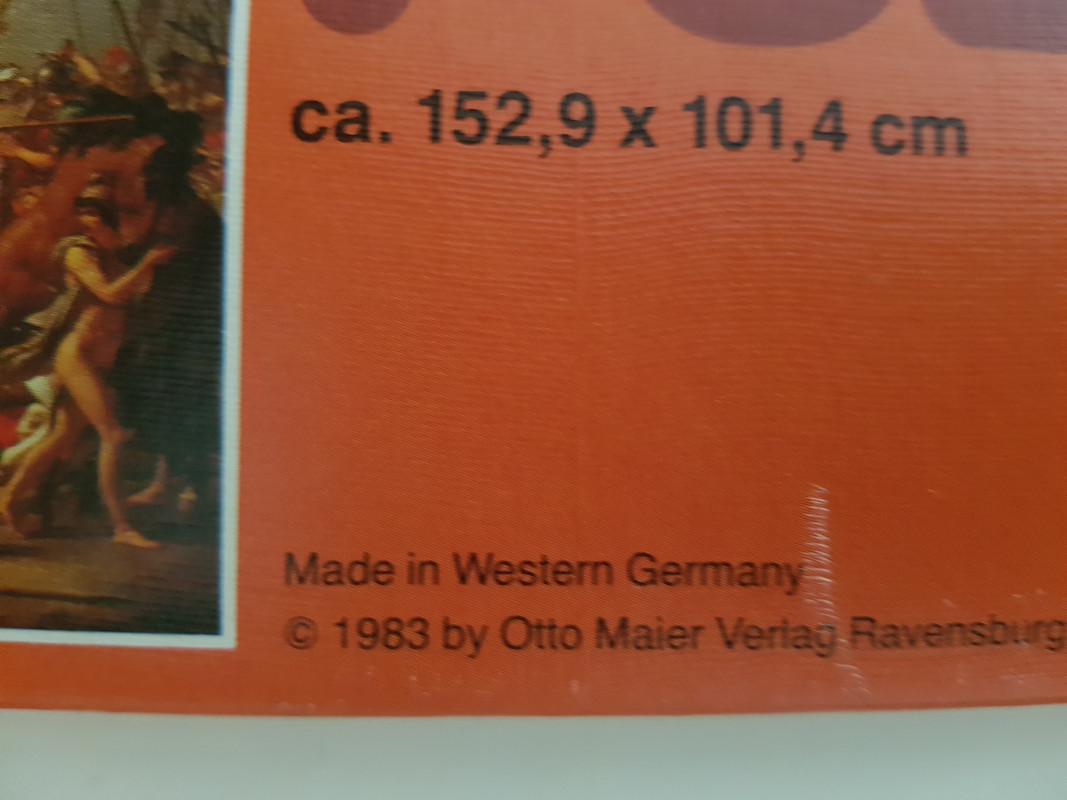 ca. 152,9 x 101,4 cm
Made in Western Germany
© 1983 by Otto Maier Verlag Ravensburg